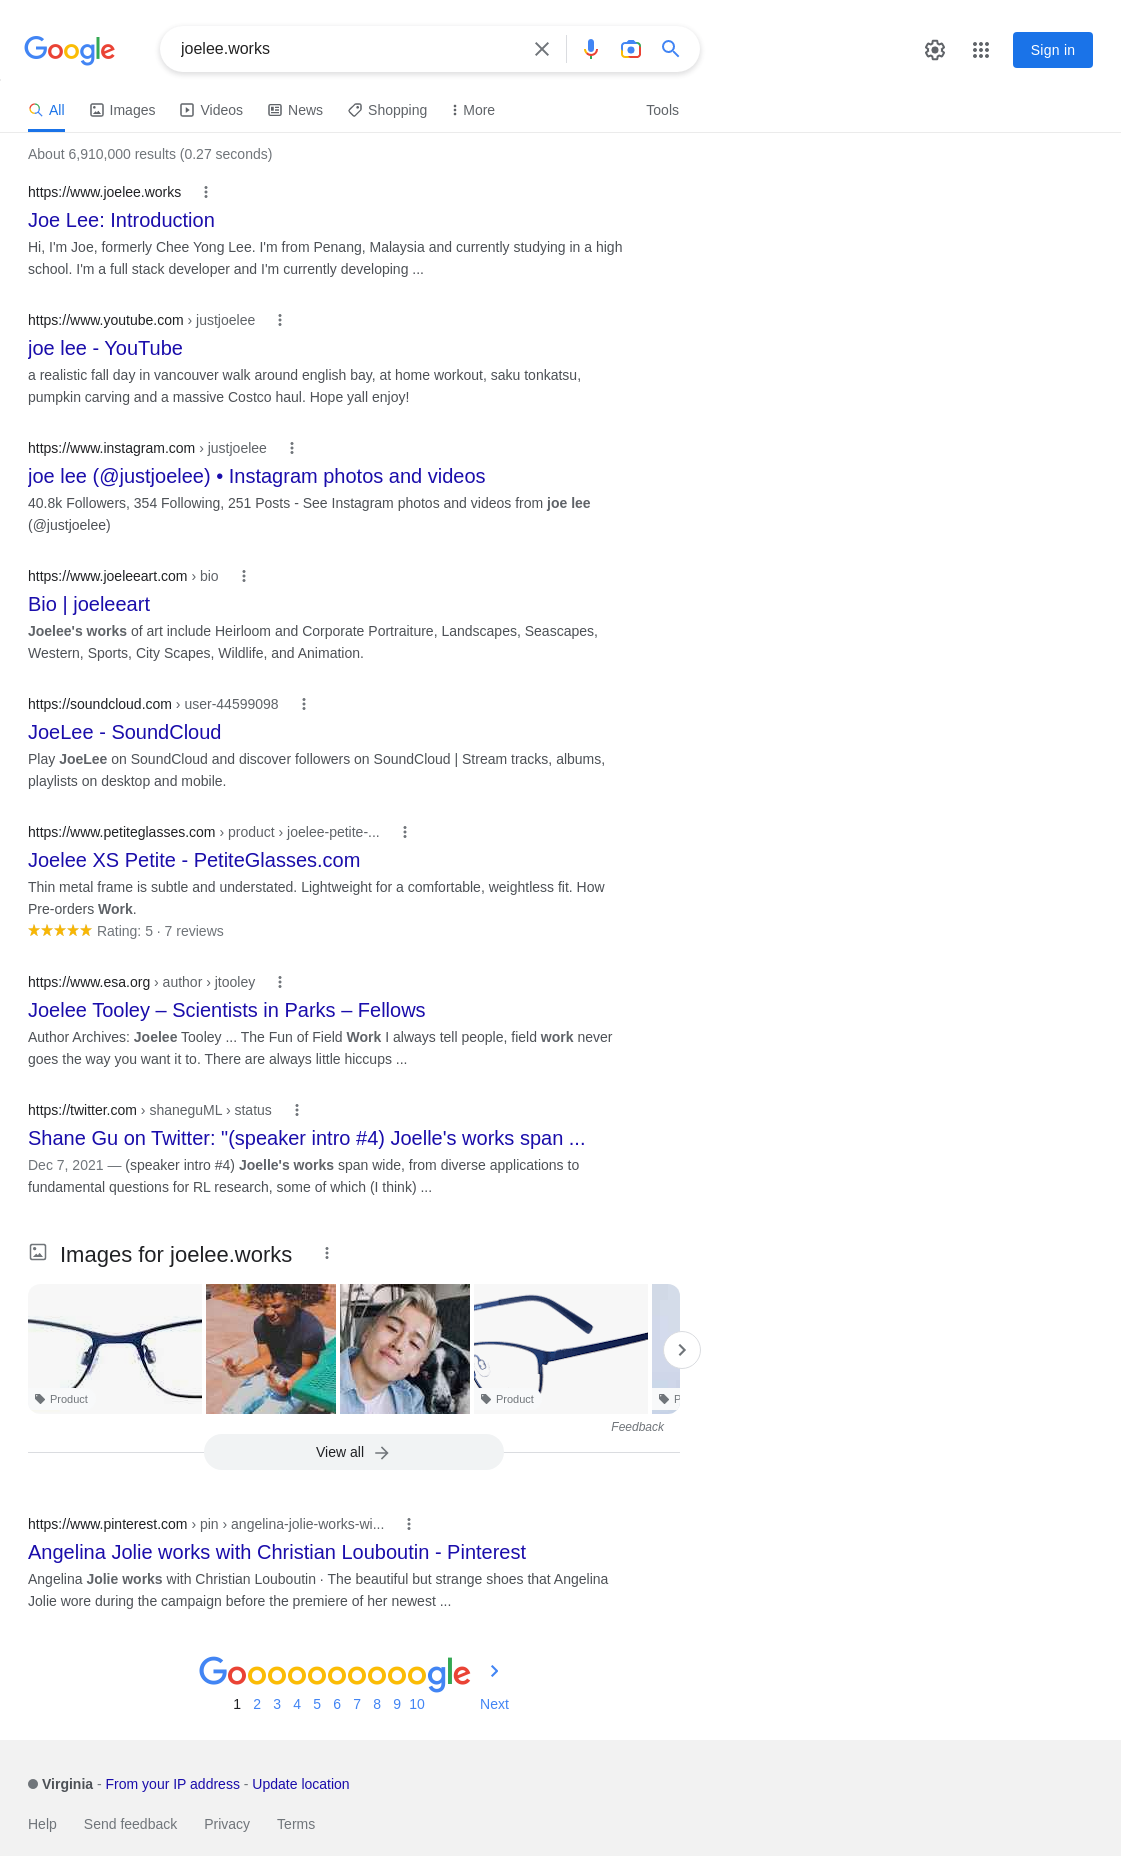 Google
joelee.works
Sign in
All Images Videos News Shopping More Tools
About 6,910,000 results (0.27 seconds)
https://www.joelee.works
Joe Lee: Introduction
Hi, I'm Joe, formerly Chee Yong Lee. I'm from Penang, Malaysia and currently studying in a high
school. I'm a full stack developer and I'm currently developing ...
https://www.youtube.com › justjoelee
joe lee - YouTube
a realistic fall day in vancouver walk around english bay, at home workout, saku tonkatsu,
pumpkin carving and a massive Costco haul. Hope yall enjoy!
https://www.instagram.com › justjoelee
joe lee (@justjoelee) • Instagram photos and videos
40.8k Followers, 354 Following, 251 Posts - See Instagram photos and videos from joe lee
(@justjoelee)
https://www.joeleeart.com › bio
Bio | joeleeart
Joelee's works of art include Heirloom and Corporate Portraiture, Landscapes, Seascapes,
Western, Sports, City Scapes, Wildlife, and Animation.
https://soundcloud.com › user-44599098
JoeLee - SoundCloud
Play JoeLee on SoundCloud and discover followers on SoundCloud | Stream tracks, albums,
playlists on desktop and mobile.
https://www.petiteglasses.com › product › joelee-petite-...
Joelee XS Petite - PetiteGlasses.com
Thin metal frame is subtle and understated. Lightweight for a comfortable, weightless fit. How
Pre-orders Work.
Rating: 5 · 7 reviews
https://www.esa.org › author › jtooley
Joelee Tooley – Scientists in Parks – Fellows
Author Archives: Joelee Tooley ... The Fun of Field Work I always tell people, field work never
goes the way you want it to. There are always little hiccups ...
https://twitter.com › shaneguML › status
Shane Gu on Twitter: "(speaker intro #4) Joelle's works span ...
Dec 7, 2021 — (speaker intro #4) Joelle's works span wide, from diverse applications to
fundamental questions for RL research, some of which (I think) ...
Images for joelee.works
Product Product P
Feedback
View all
https://www.pinterest.com › pin › angelina-jolie-works-wi...
Angelina Jolie works with Christian Louboutin - Pinterest
Angelina Jolie works with Christian Louboutin · The beautiful but strange shoes that Angelina
Jolie wore during the campaign before the premiere of her newest ...
Goooooooooogle
1 2 3 4 5 6 7 8 9 10 Next
Virginia - From your IP address - Update location
Help Send feedback Privacy Terms